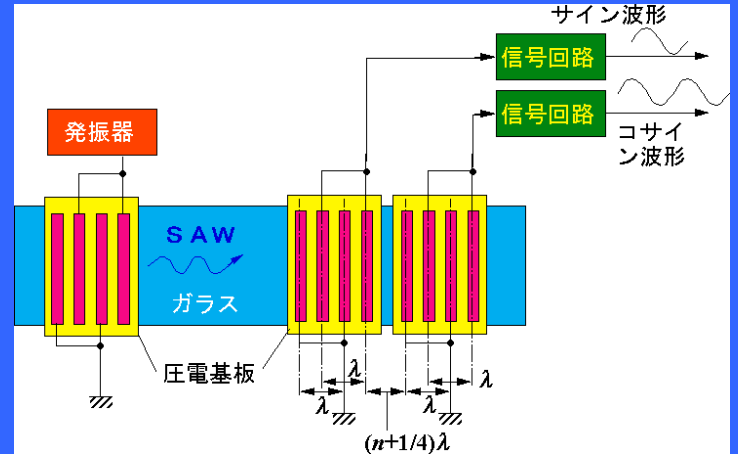 サイン波形
信号回路
信号回路
コサイ
ン波形
発振器
SAW
ガラス
圧電基板
λ
λ
λ
λ
(n+1/4)λ